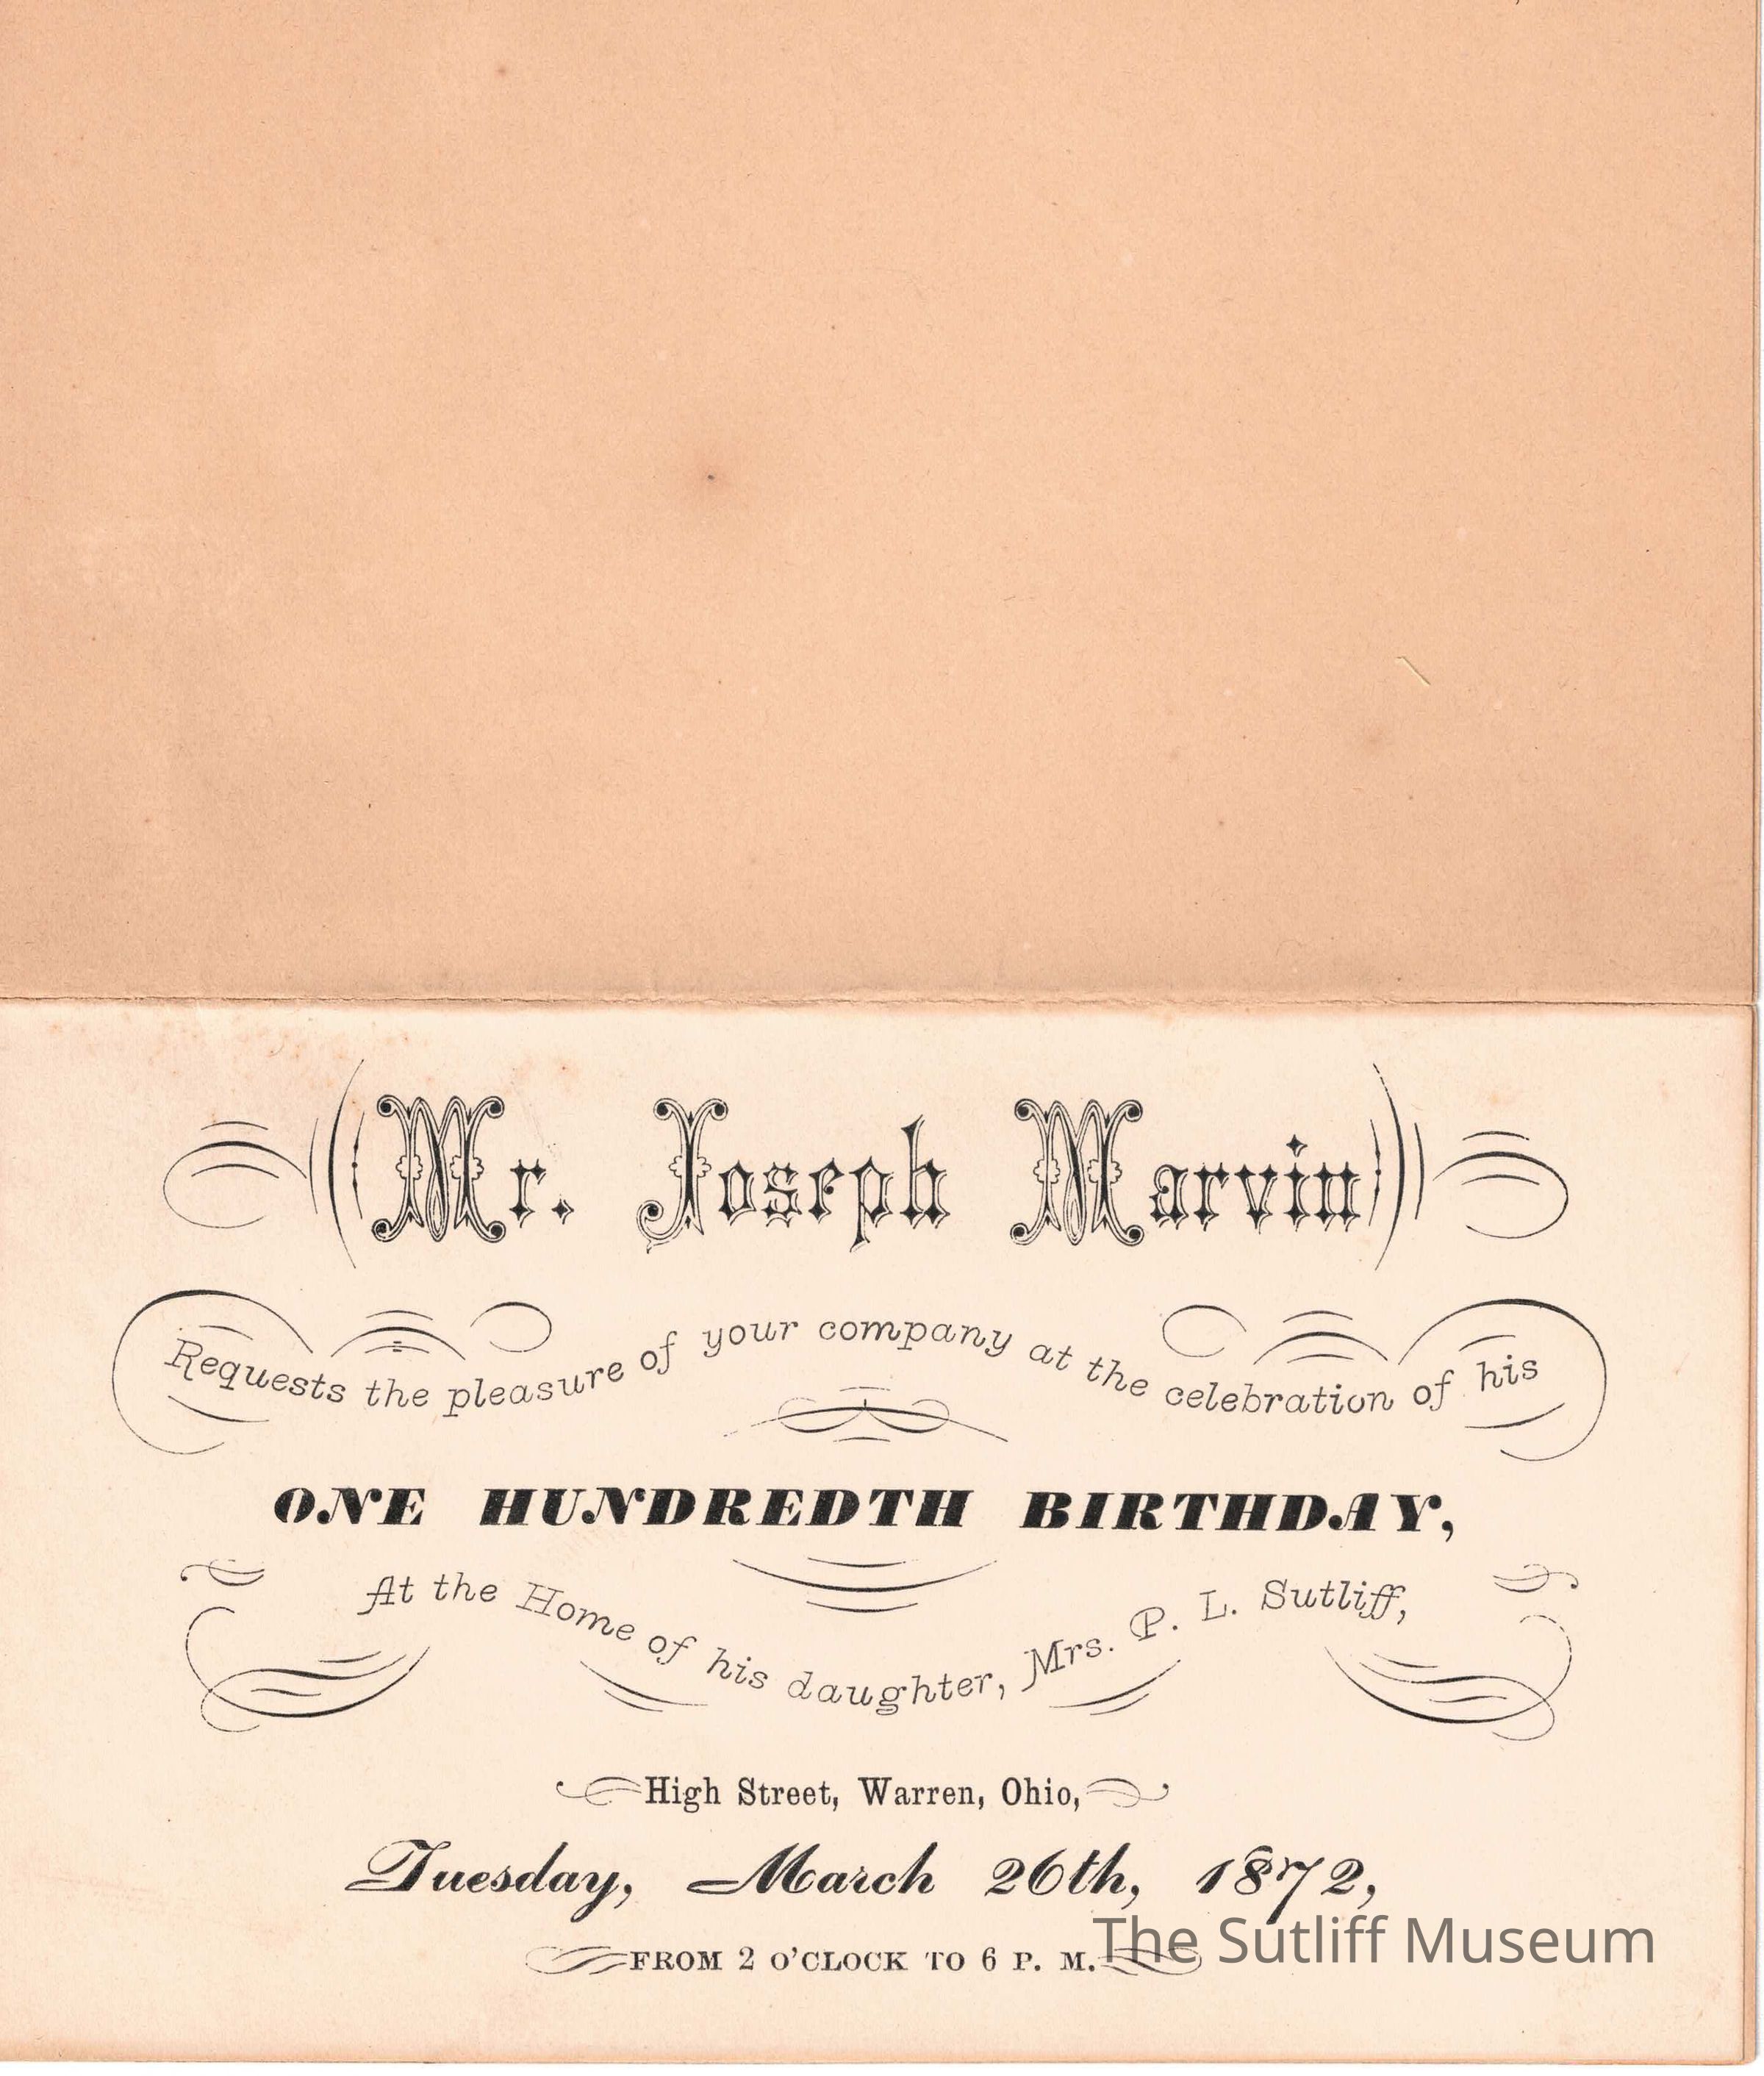 Mr. Joseph Marvin
Requests the pleasure of your company at the celebration of his
ONE HUNDREDTH BIRTHDAY,
At the Home of his daughter, Mrs. P. L. Sutliff,
High Street, Warren, Ohio,
Tuesday, March 26th, 1872,
FROM 2 O'CLOCK TO 6 P. M.
The Sutliff Museum